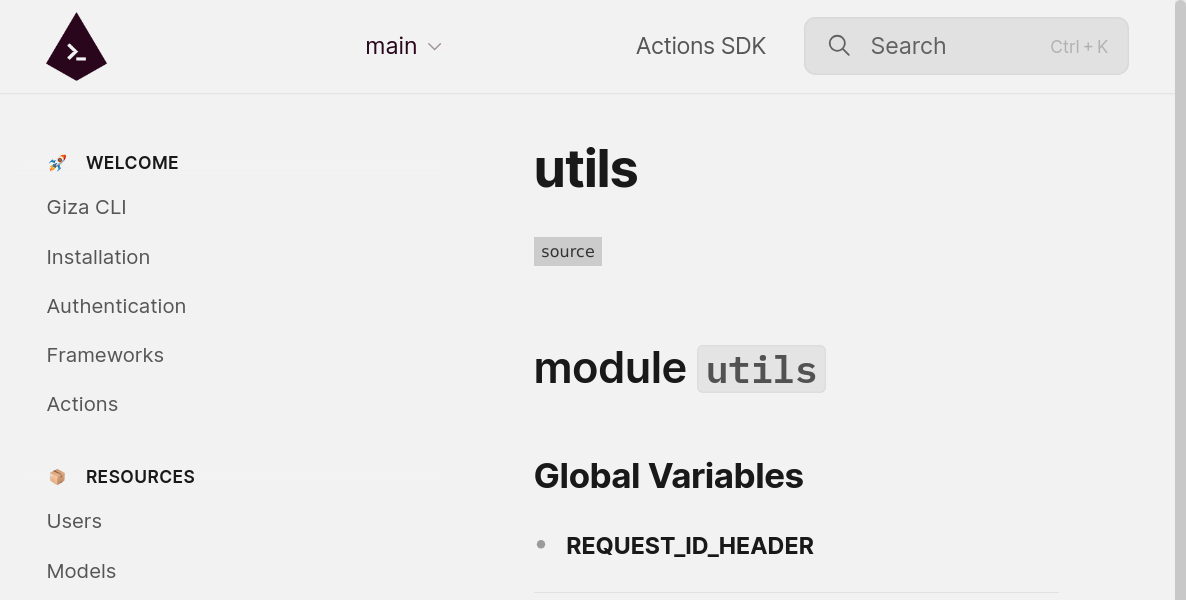 main
Actions SDK
Search
Ctrl + K
WELCOME
Giza CLI
Installation
Authentication
Frameworks
Actions
RESOURCES
Users
Models
utils
source
module utils
Global Variables
REQUEST_ID_HEADER